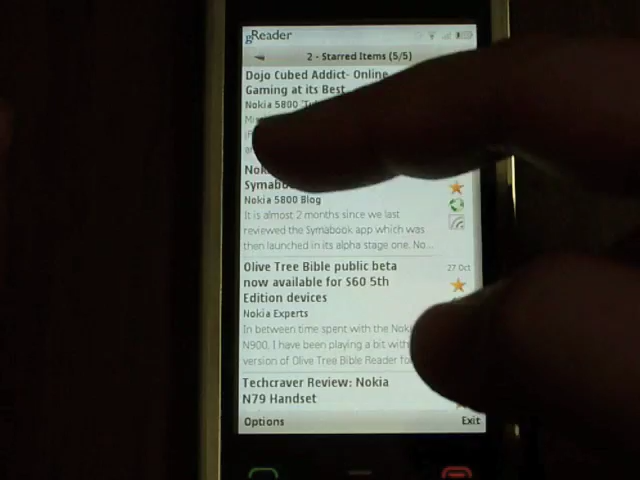 gReader
2 - Starred Items (5/5)
Dojo Cubed Addict- Online
Gaming at its Best
Nokia 5800
Symabo
Nokia 5800 Blog
It is almost 2 months since we last
reviewed the Symabook app which was
then launched in its alpha stage one. No...
Olive Tree Bible public beta
27 Oct
now available for S60 5th
Edition devices
Nokia Experts
In between time spent with the Nok
N900, I have been playing a bit with
version of Olive Tree Bible Reader fo
Techcraver Review: Nokia
N79 Handset
Options
Exit